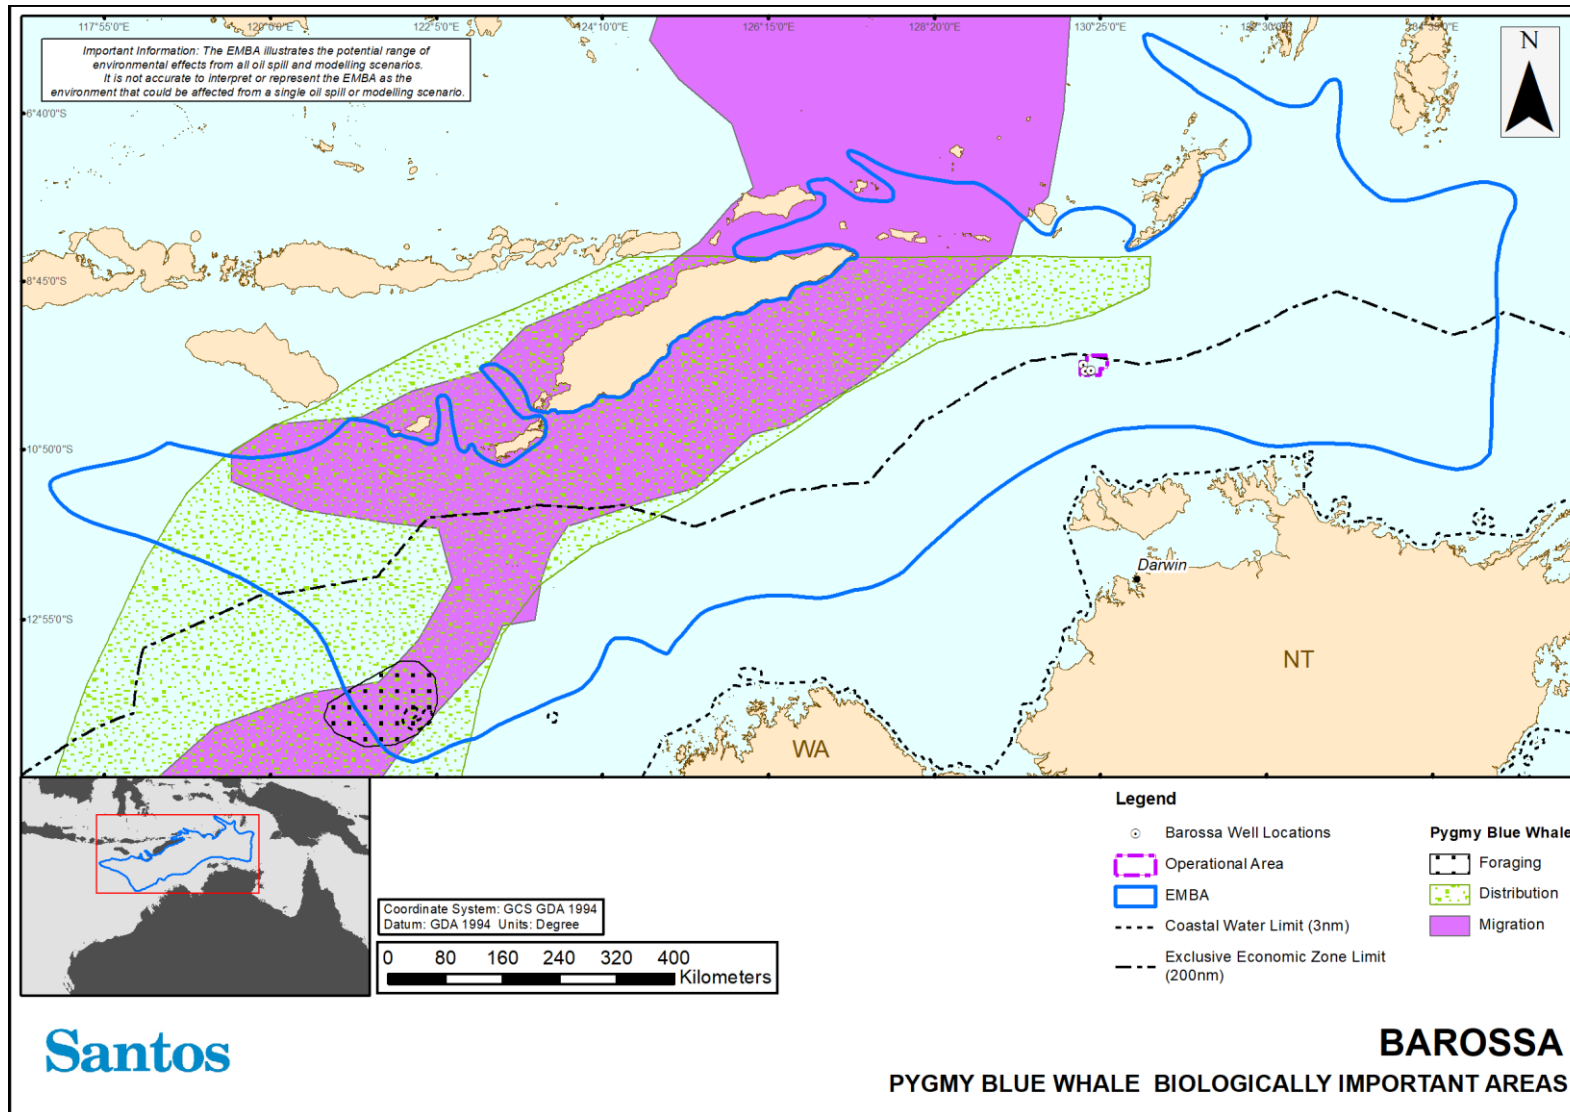 117°55'0"E
120°0'0"E
122°5'0"E
124°10'0"E
126°15'0"E
128°20'0"E
130°25'0"E
Important Information: The EMBA illustrates the potential range of
environmental effects from all oil spill and modelling scenarios.
It is not accurate to interpret or represent the EMBA as the
environment that could be affected from a single oil spill or modelling scenario.
N
6°40'0"S
8°45'0"S
10°50'0"S
12°55'0"S
Darwin
NT
WA
Legend
Barossa Well Locations
Operational Area
EMBA
Coastal Water Limit (3nm)
Exclusive Economic Zone Limit
(200nm)
Pygmy Blue Whale
Foraging
Distribution
Migration
Coordinate System: GCS GDA 1994
Datum: GDA 1994 Units: Degree
0 80 160 240 320 400
Kilometers
Santos
BAROSSA
PYGMY BLUE WHALE BIOLOGICALLY IMPORTANT AREAS